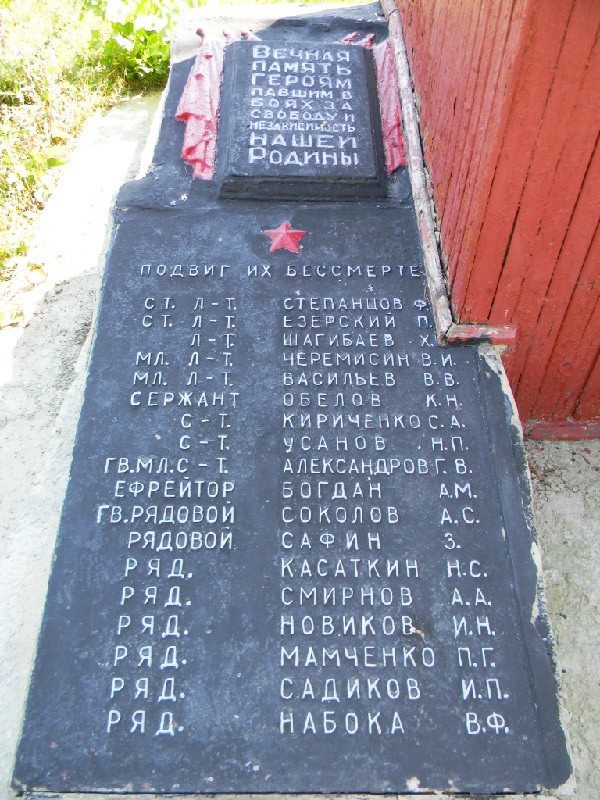 Вечная
память
героям
павшим в
боях за
свободу и
независимость
нашей
Родины
ПОДВИГ ИХ БЕССМЕРТЕ
СТ. Л-Т. СТЕПАНЦОВ Ф.
СТ. Л-Т. ЕЗЕРСКИЙ П.
Л-Т. ШАГИБАЕВ Х.
МЛ. Л-Т. ЧЕРЕМИСИН В.И.
МЛ. Л-Т. ВАСИЛЬЕВ В.В.
СЕРЖАНТ ОБЕЛОВ К.Н.
С-Т. КИРИЧЕНКО С.А.
С-Т. УСАНОВ Н.П.
ГВ.МЛ.С-Т. АЛЕКСАНДРОВ Г.В.
ЕФРЕЙТОР БОГДАН А.М.
ГВ.РЯДОВОЙ СОКОЛОВ А.С.
РЯДОВОЙ САФИН З.
РЯД. КАСАТКИН Н.С.
РЯД. СМИРНОВ А.А.
РЯД. НОВИКОВ И.Н.
РЯД. МАМЧЕНКО П.Г.
РЯД. САДИКОВ И.П.
РЯД. НАБОКА В.Ф.